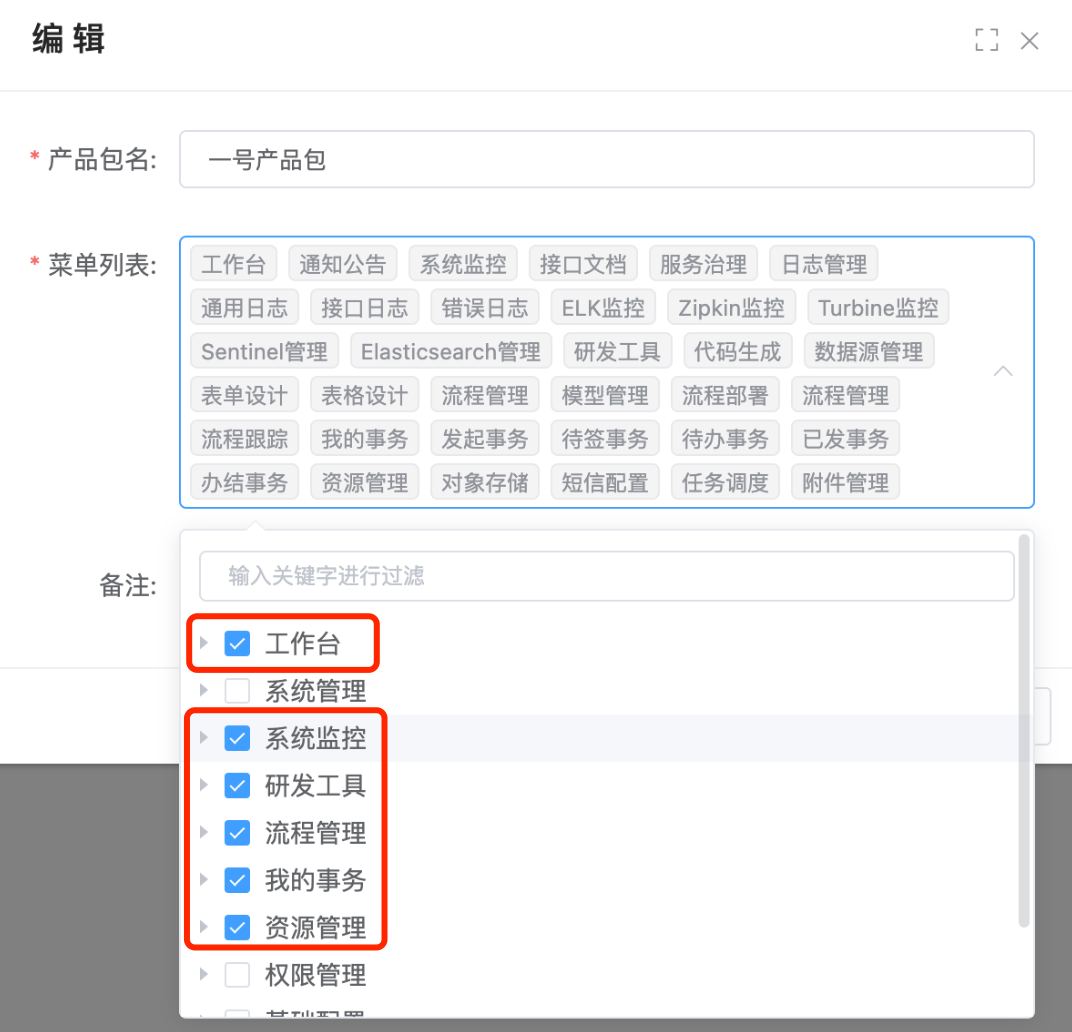 编 辑
* 产品包名: 一号产品包
* 菜单列表: 工作台 通知公告 系统监控 接口文档 服务治理 日志管理
通用日志 接口日志 错误日志 ELK监控 Zipkin监控 Turbine监控
Sentinel管理 Elasticsearch管理 研发工具 代码生成 数据源管理
表单设计 表格设计 流程管理 模型管理 流程部署 流程管理
流程跟踪 我的事务 发起事务 待签事务 待办事务 已发事务
办结事务 资源管理 对象存储 短信配置 任务调度 附件管理
备注:
输入关键字进行过滤
工作台
系统管理
系统监控
研发工具
流程管理
我的事务
资源管理
权限管理
基础配置